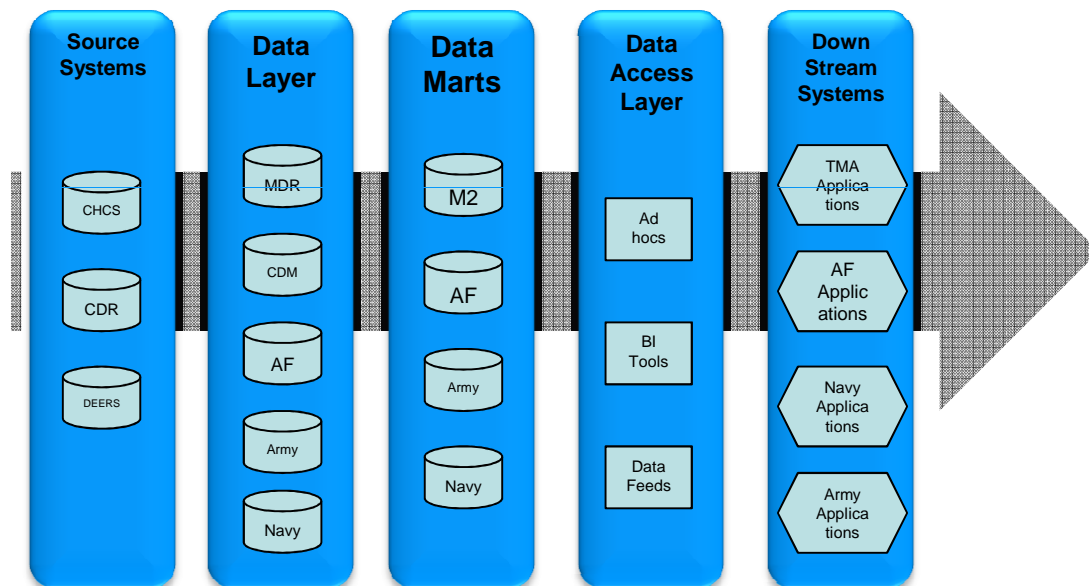 Source
Systems
CHCS
CDR
DEERS
Data
Layer
MDR
CDM
AF
Army
Navy
Data
Marts
M2
AF
Army
Navy
Data
Access
Layer
Ad
hocs
BI
Tools
Data
Feeds
Down
Stream
Systems
TMA
Applica
tions
AF
Applic
ations
Navy
Applica
tions
Army
Applica
tions